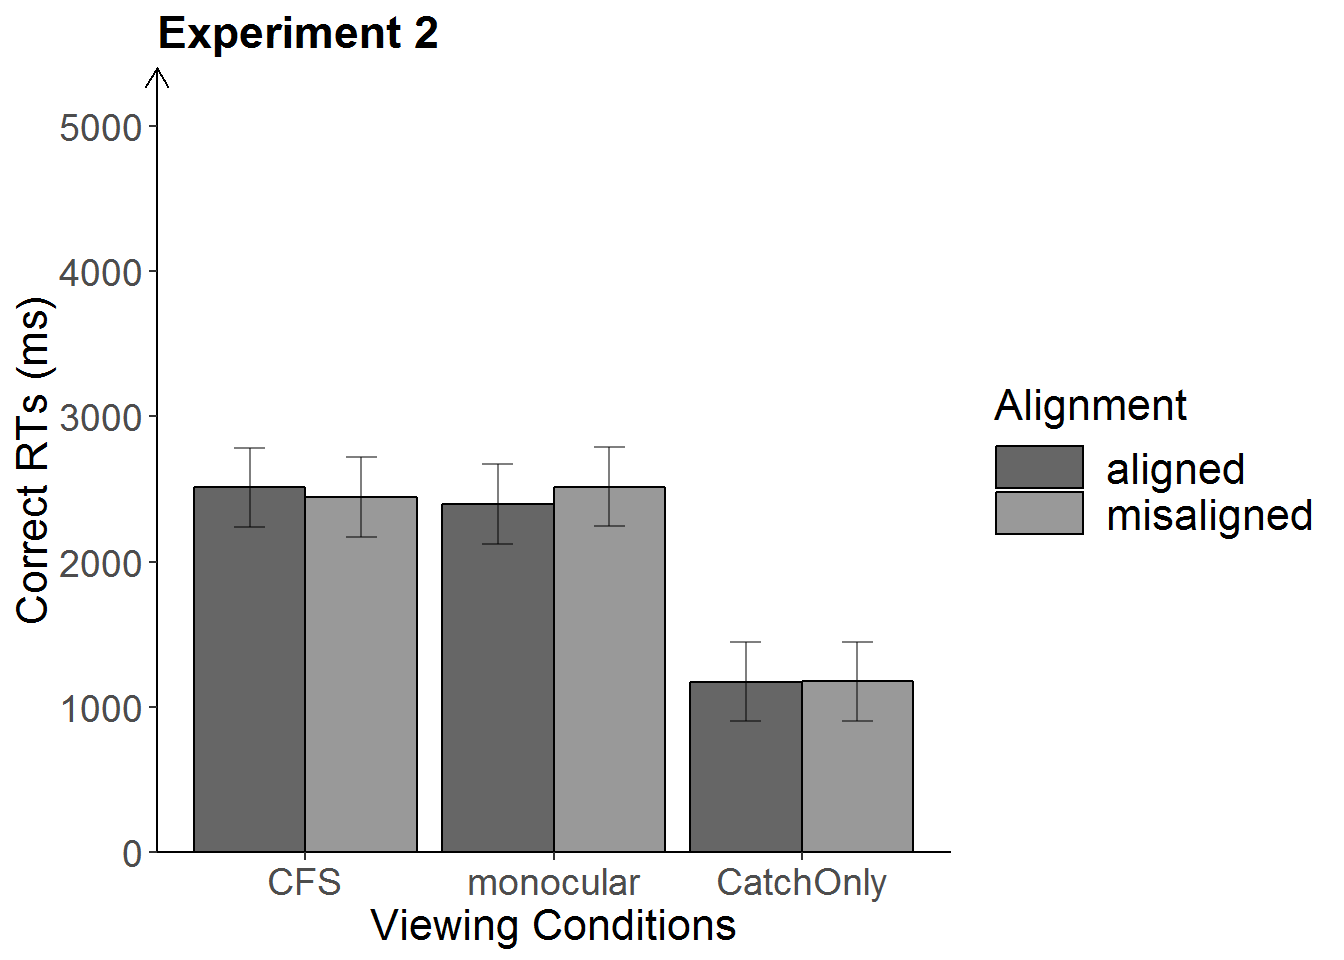 Experiment 2
5000
4000
3000
2000
1000
0
Correct RTs (ms)
CFS
monocular
CatchOnly
Viewing Conditions
Alignment
aligned
misaligned